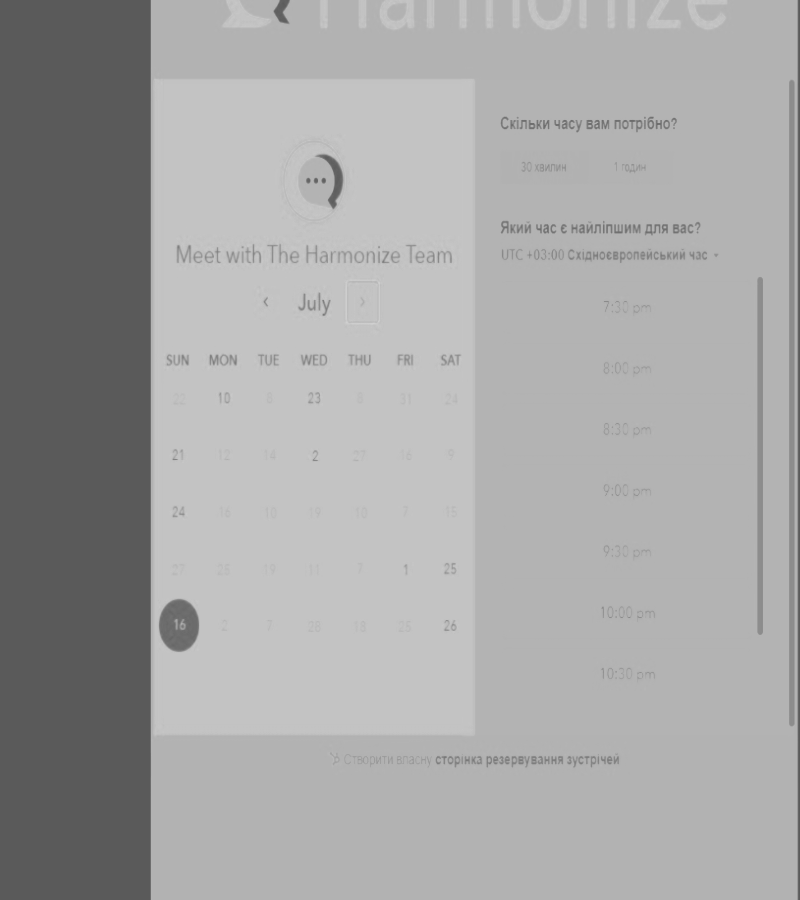 Harmonize
Meet with The Harmonize Team
‹ July ›
SUN MON TUE WED THU FRI SAT
22 10 8 23 8 31 24
21 12 14 2 27 16 9
24 16 10 19 10 7 15
27 28 19 11 7 1 25
16 2 7 28 18 25 26
Скільки часу вам потрібно?
30 хвилин 1 годин
Який час є найліпшим для вас?
UTC +03:00 Східноєвропейський час
7:30 pm
8:00 pm
8:30 pm
9:00 pm
9:30 pm
10:00 pm
10:30 pm
Створити власну сторінка резервування зустрічей